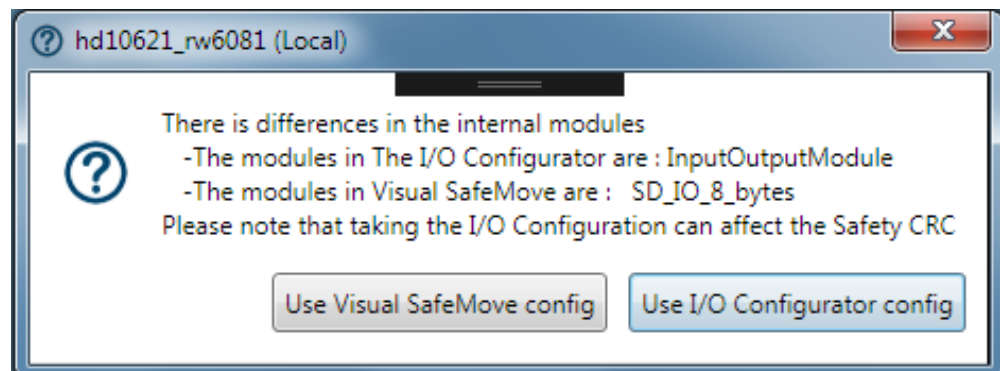 hd10621_rw6081 (Local)
There is differences in the internal modules
-The modules in The I/O Configurator are : InputOutputModule
-The modules in Visual SafeMove are :   SD_IO_8_bytes
Please note that taking the I/O Configuration can affect the Safety CRC
Use Visual SafeMove config
Use I/O Configurator config